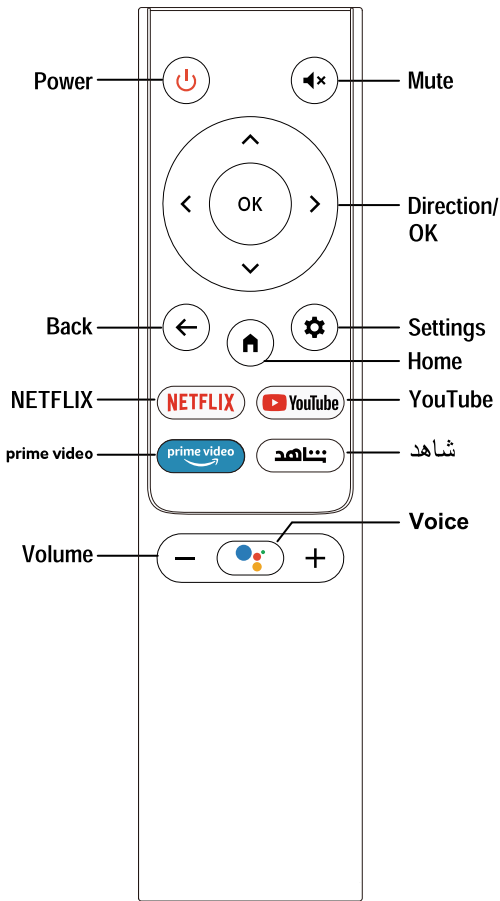 Power
Mute
OK
Direction/
OK
Back
Settings
Home
NETFLIX
NETFLIX
YouTube
YouTube
prime video
prime video
شاهد
شاهد
Voice
Volume